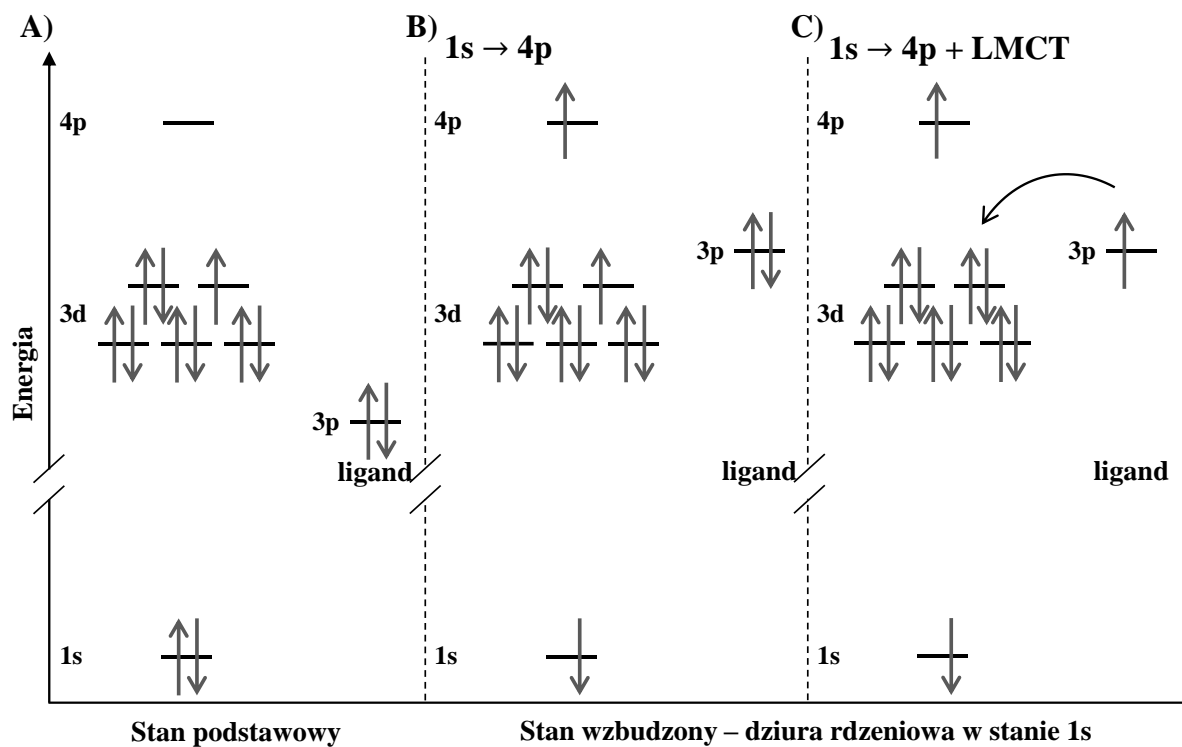 A)
B)
C)
1s → 4p
1s → 4p + LMCT
4p
4p
4p
3p
3p
3d
3d
3d
Energia
3p
ligand
ligand
ligand
1s
1s
1s
Stan podstawowy
Stan wzbudzony – dziura rdzeniowa w stanie 1s